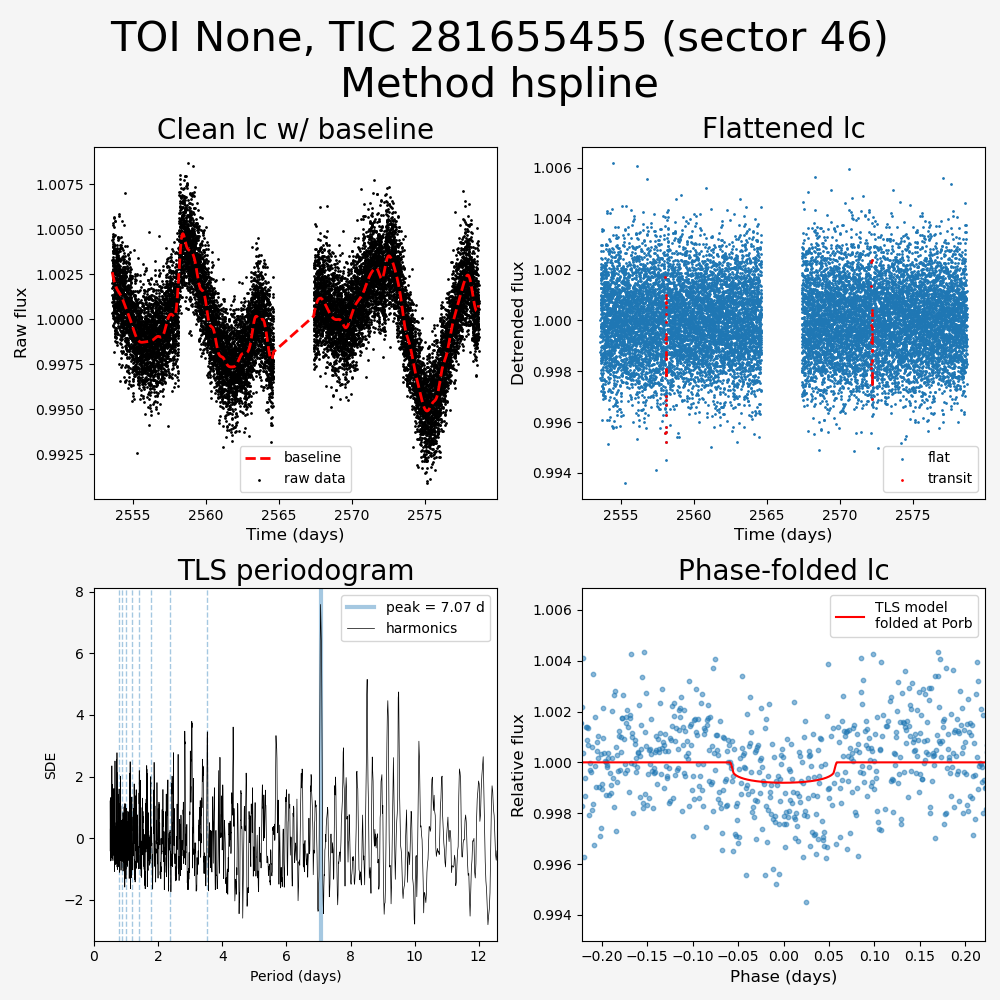 TOI None, TIC 281655455 (sector 46)
Method hspline
Clean lc w/ baseline
Raw flux
1.0075
1.0050
1.0025
1.0000
0.9975
0.9950
0.9925
baseline
raw data
2555
2560
2565
2570
2575
Time (days)
Flattened lc
Detrended flux
1.006
1.004
1.002
1.000
0.998
0.996
0.994
flat
transit
2555
2560
2565
2570
2575
Time (days)
TLS periodogram
SDE
8
6
4
2
0
−2
peak = 7.07 d
harmonics
0
2
4
6
8
10
12
Period (days)
Phase-folded lc
Relative flux
1.006
1.004
1.002
1.000
0.998
0.996
0.994
TLS model
folded at Porb
−0.20
−0.15
−0.10
−0.05
0.00
0.05
0.10
0.15
0.20
Phase (days)